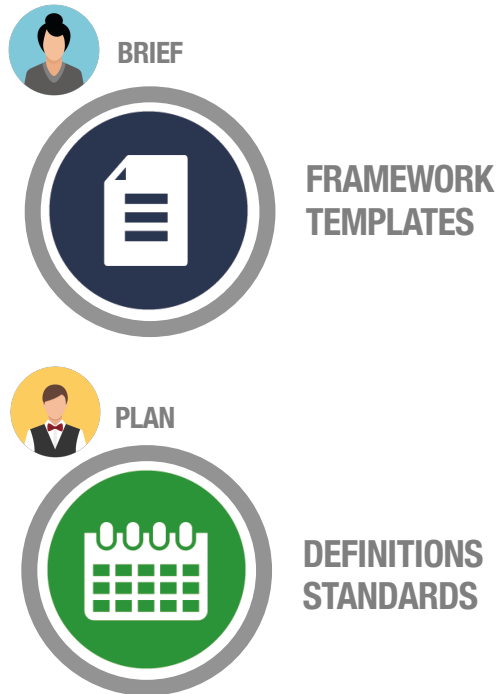 BRIEF
FRAMEWORK
TEMPLATES
PLAN
DEFINITIONS
STANDARDS